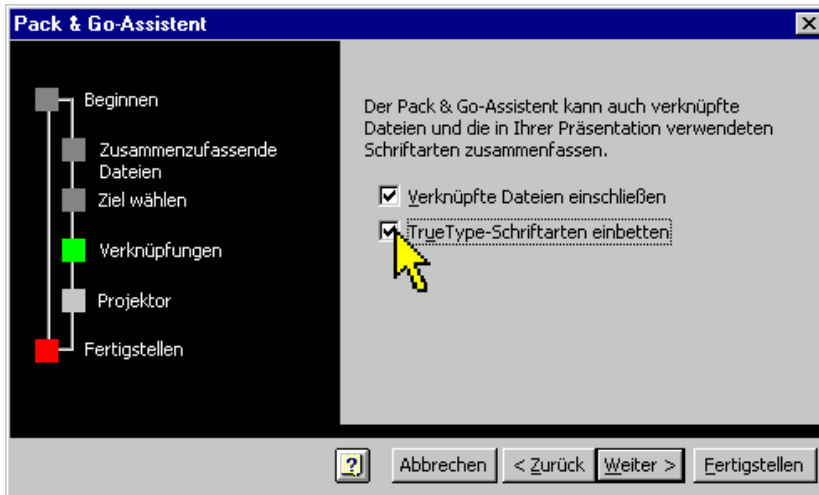 Pack & Go-Assistent
Beginnen
Zusammenzufassende
Dateien
Ziel wählen
Verknüpfungen
Projektor
Fertigstellen
Der Pack & Go-Assistent kann auch verknüpfte
Dateien und die in Ihrer Präsentation verwendeten
Schriftarten zusammenfassen.
Verknüpfte Dateien einschließen
TrueType-Schriftarten einbetten
?
Abbrechen
< Zurück
Weiter >
Fertigstellen